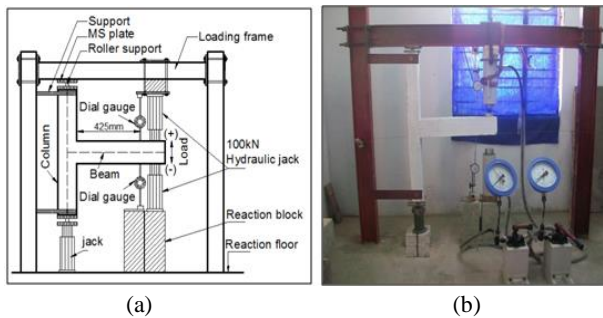 Support
MS plate
Roller support
Loading frame
Dial gauge
425mm
(+)
Load
(-)
100kN
Hydraulic jack
Column
Beam
Dial gauge
Reaction block
jack
Reaction floor
(a)
(b)